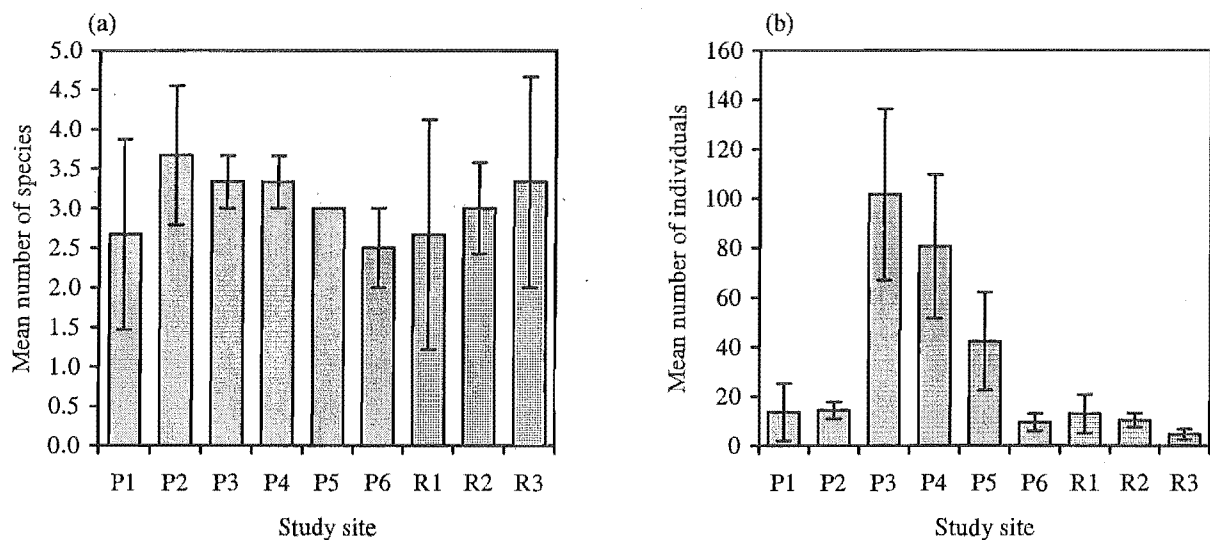 (a)
Mean number of species
5.0
4.5
4.0
3.5
3.0
2.5
2.0
1.5
1.0
0.5
0.0
P1 P2 P3 P4 P5 P6 R1 R2 R3
Study site
(b)
Mean number of individuals
160
140
120
100
80
60
40
20
0
P1 P2 P3 P4 P5 P6 R1 R2 R3
Study site